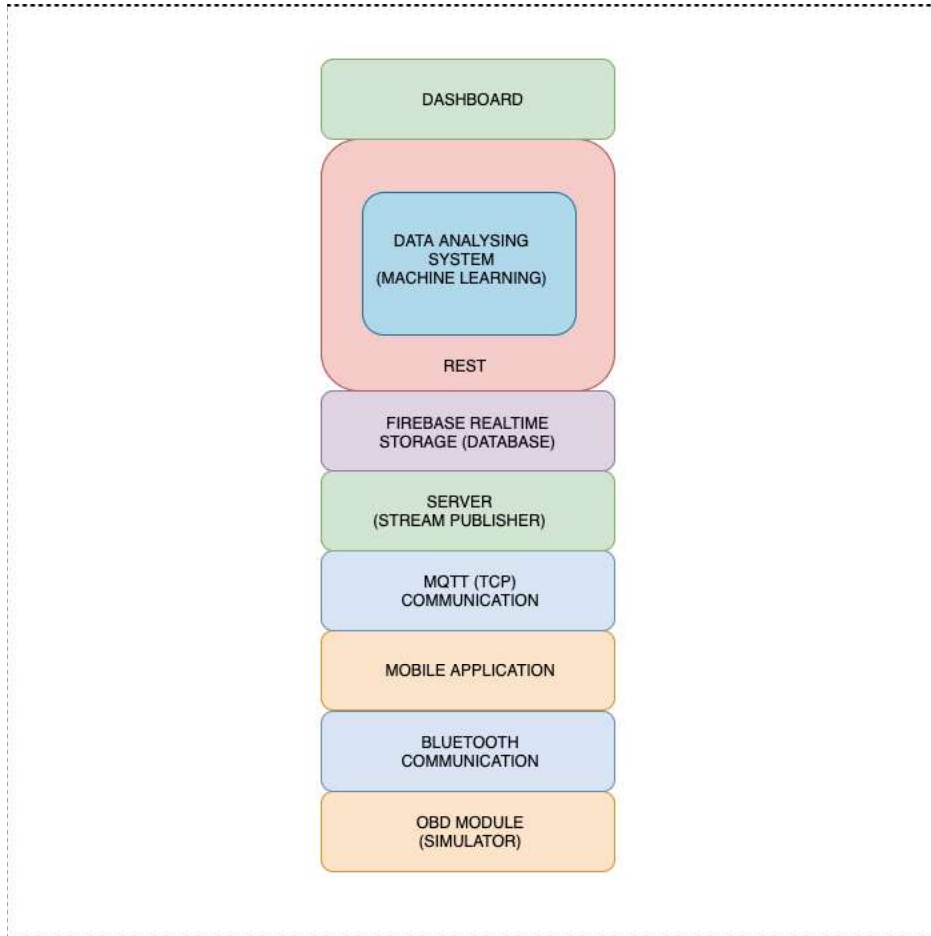 DASHBOARD
DATA ANALYSING
SYSTEM
(MACHINE LEARNING)
REST
FIREBASE REALTIME
STORAGE (DATABASE)
SERVER
(STREAM PUBLISHER)
MQTT (TCP)
COMMUNICATION
MOBILE APPLICATION
BLUETOOTH
COMMUNICATION
OBD MODULE
(SIMULATOR)